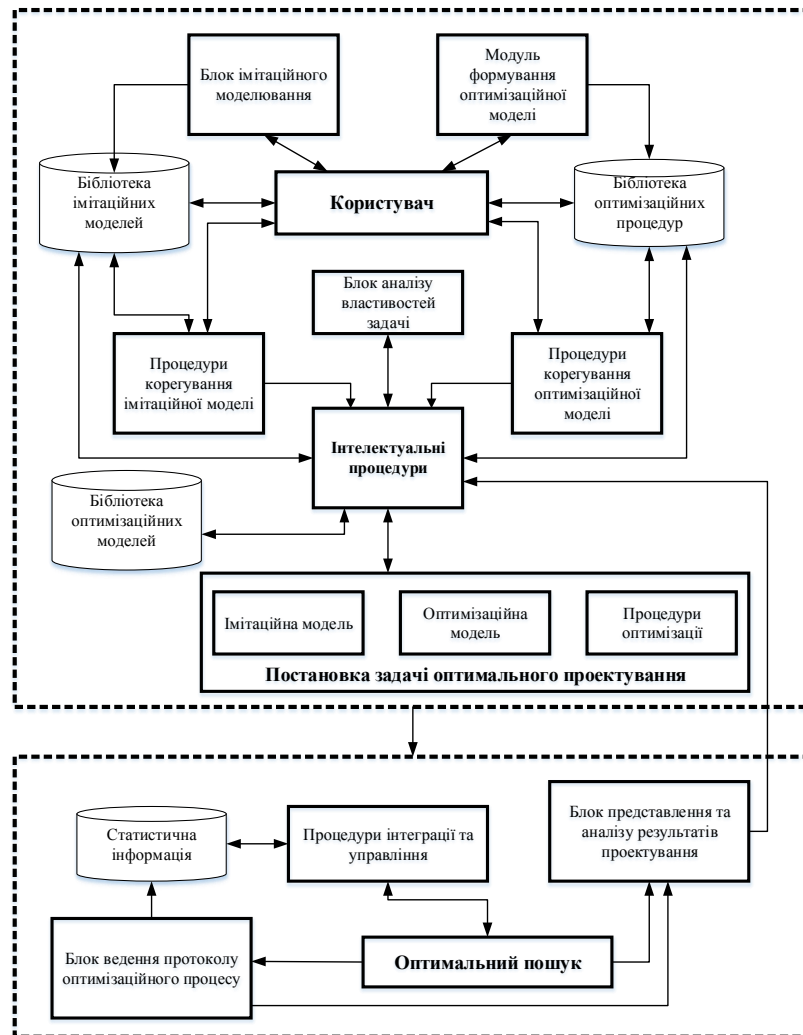 Блок імітаційного
моделювання
Модуль
формування
оптимізаційної
моделі
Бібліотека
імітаційних
моделей
Користувач
Бібліотека
оптимізаційних
процедур
Блок аналізу
властивостей
задачі
Процедури
корегування
імітаційної моделі
Процедури
корегування
оптимізаційної
моделі
Інтелектуальні
процедури
Бібліотека
оптимізаційних
моделей
Імітаційна модель
Оптимізаційна
модель
Процедури
оптимізації
Постановка задачі оптимального проектування
Статистична
інформація
Процедури інтеграції та
управління
Блок представлення та
аналізу результатів
проектування
Блок ведення протоколу
оптимізаційного процесу
Оптимальний пошук